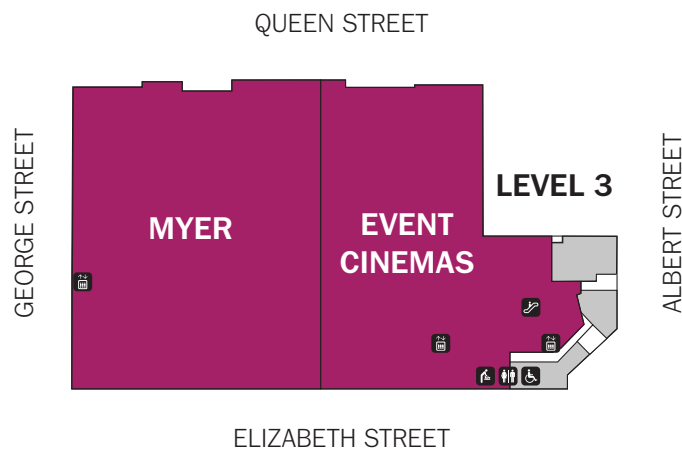 QUEEN STREET
GEORGE STREET
MYER
EVENT
CINEMAS
LEVEL 3
ALBERT STREET
ELIZABETH STREET